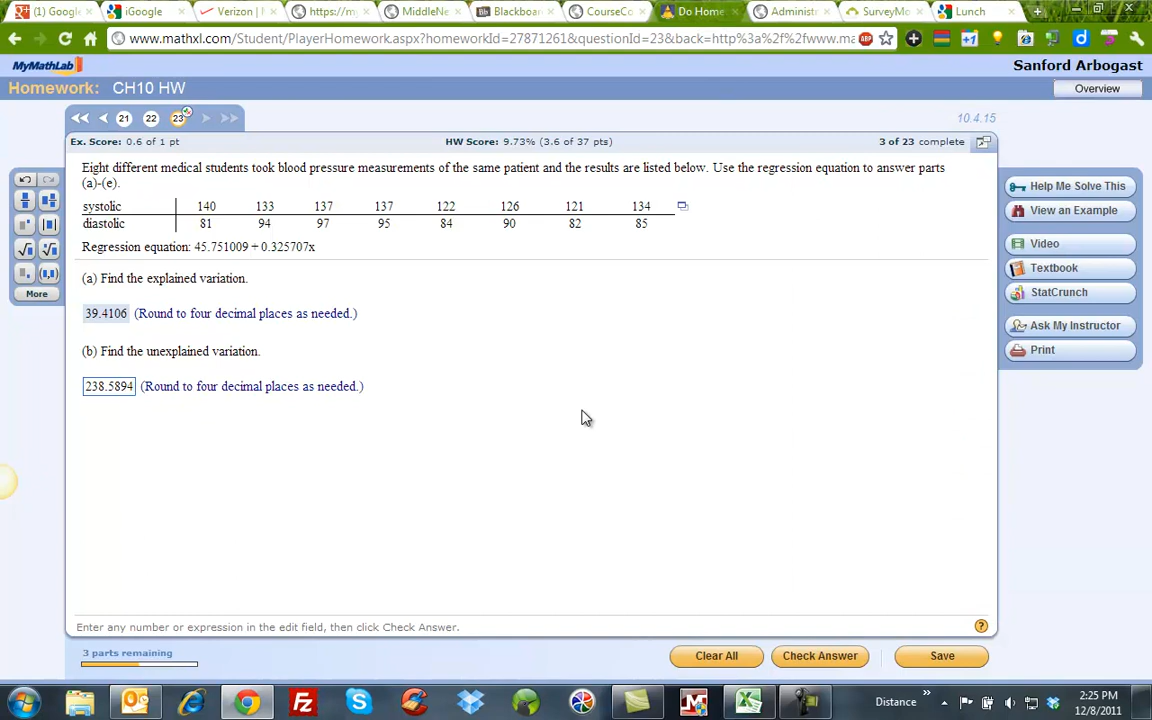 (1) Google
iGoogle
Verizon |
https://my
MiddleNe
Blackboar
CourseCo
Do Home
Administr
SurveyMo
Lunch
www.mathxl.com/Student/PlayerHomework.aspx?homeworkId=27871261&questionId=23&back=http%3a%2f%2fwww.ma
MyMathLab
Sanford Arbogast
Homework: CH10 HW
Overview
21 22 23
10.4.15
Ex. Score: 0.6 of 1 pt
HW Score: 9.73% (3.6 of 37 pts)
3 of 23 complete
Eight different medical students took blood pressure measurements of the same patient and the results are listed below. Use the regression equation to answer parts
(a)-(e).
systolic 140 133 137 137 122 126 121 134
diastolic 81 94 97 95 84 90 82 85
Regression equation: 45.751009 + 0.325707x
(a) Find the explained variation.
39.4106 (Round to four decimal places as needed.)
(b) Find the unexplained variation.
238.5894 (Round to four decimal places as needed.)
More
Help Me Solve This
View an Example
Video
Textbook
StatCrunch
Ask My Instructor
Print
Enter any number or expression in the edit field, then click Check Answer.
3 parts remaining
Clear All
Check Answer
Save
Distance
2:25 PM
12/8/2011